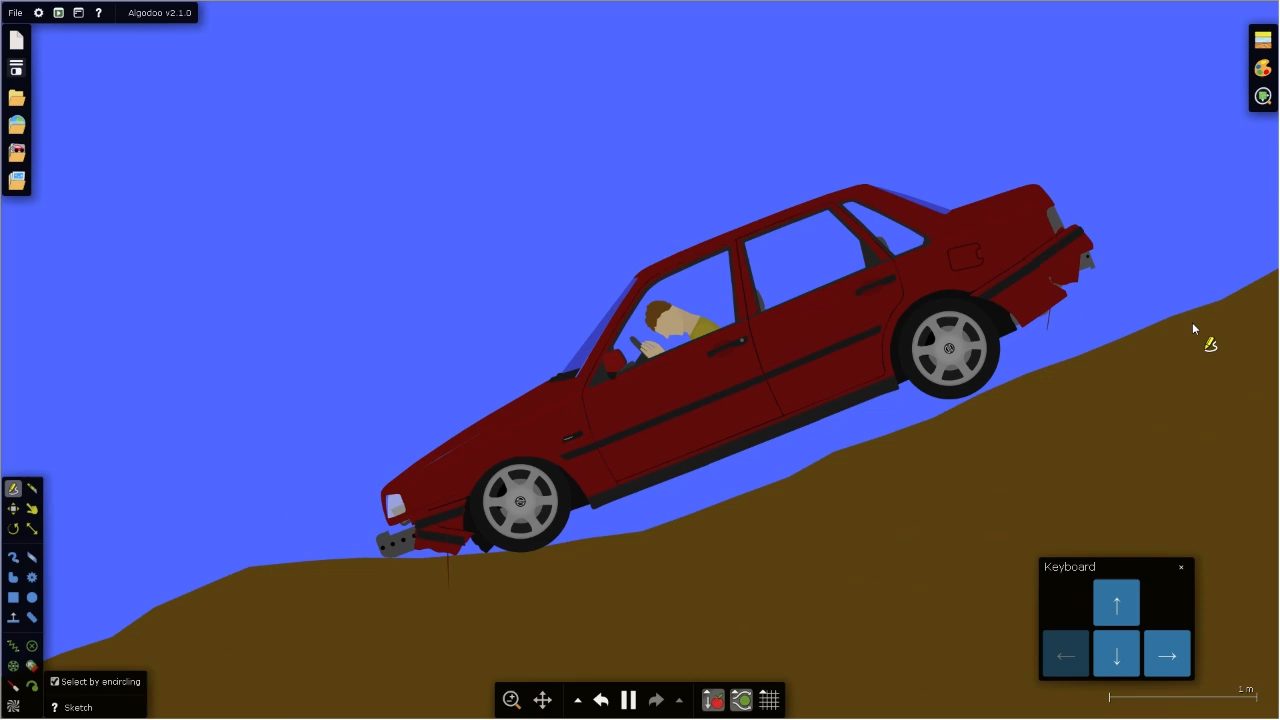 File ? Algodoo v2.1.0
Keyboard ×
↑
← ↓ →
Select by encircling
? Sketch
1 m